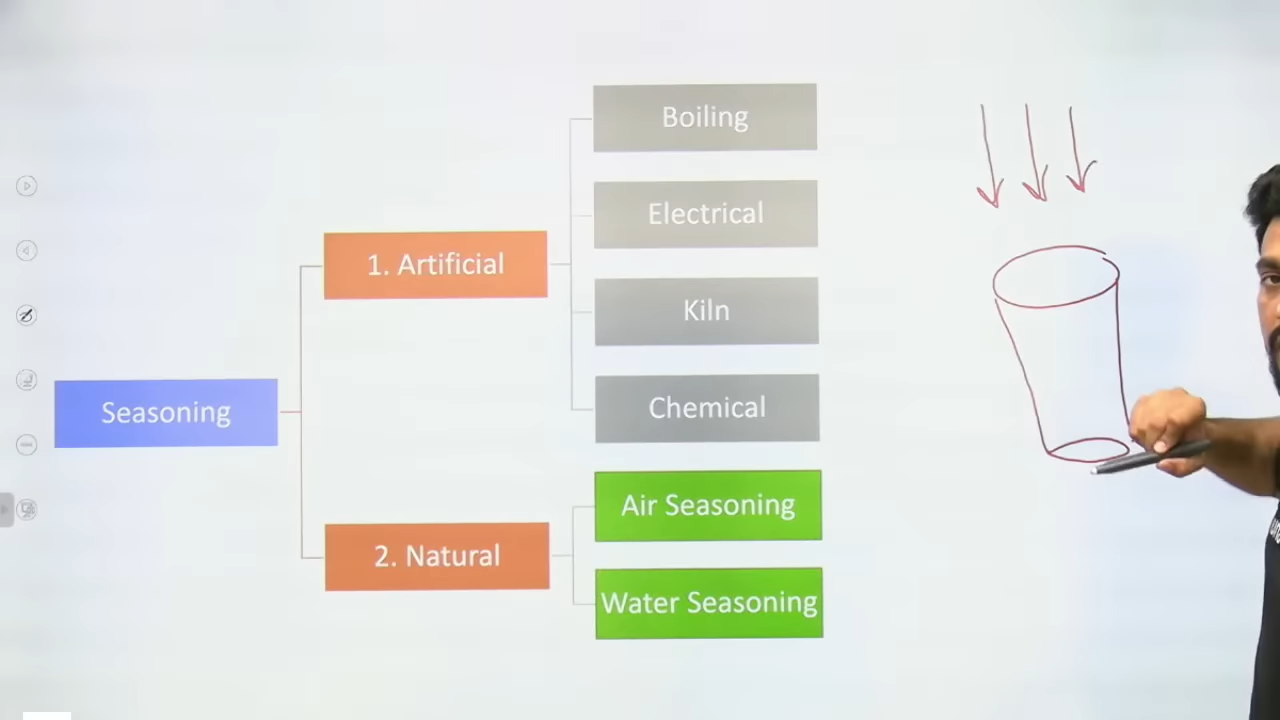 Boiling
Electrical
1. Artificial
Kiln
Seasoning
Chemical
Air Seasoning
2. Natural
Water Seasoning